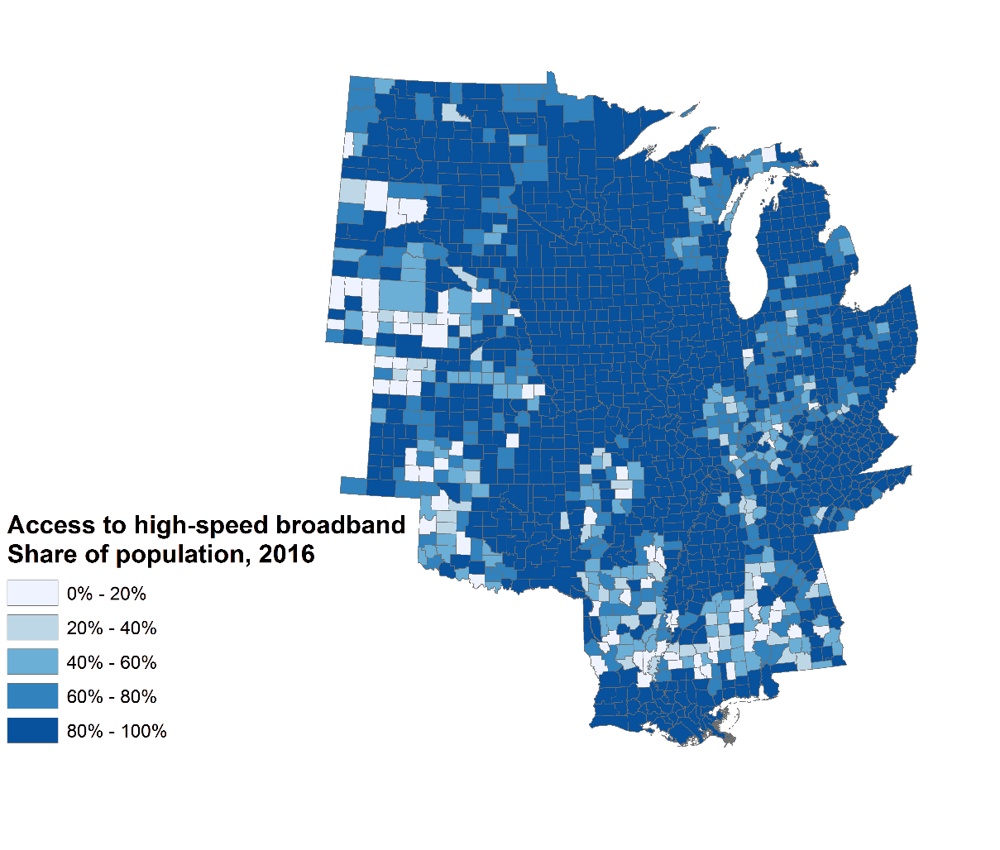 Access to high-speed broadband
Share of population, 2016
0% - 20%
20% - 40%
40% - 60%
60% - 80%
80% - 100%